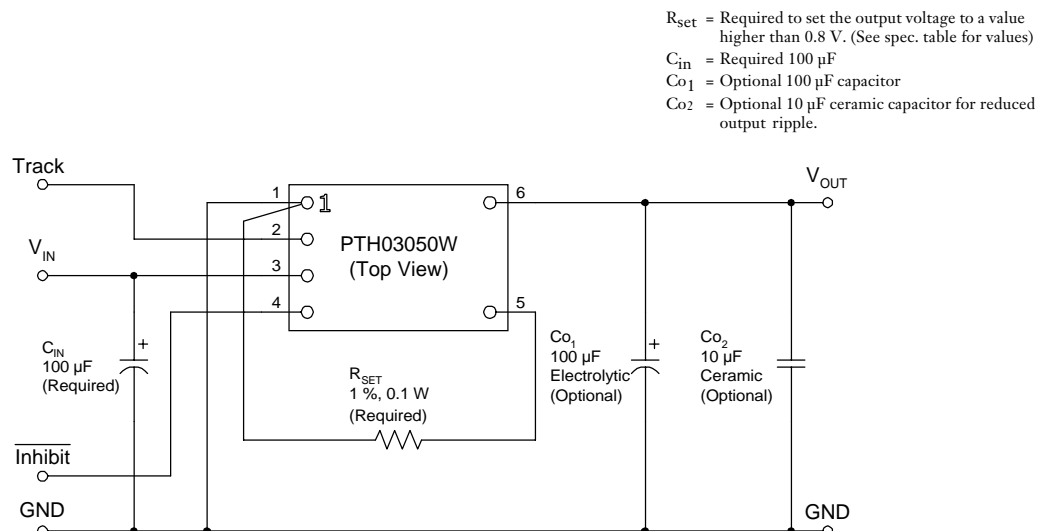 Rset = Required to set the output voltage to a value
higher than 0.8 V. (See spec. table for values)
Cin = Required 100 µF
Co1 = Optional 100 µF capacitor
Co2 = Optional 10 µF ceramic capacitor for reduced
output ripple.
Track
VOUT
1
1
6
2
PTH03050W
VIN
3
(Top View)
4
5
CIN
100 µF
(Required)
+
RSET
1 %, 0.1 W
(Required)
Co1
100 µF
Electrolytic
(Optional)
+
Co2
10 µF
Ceramic
(Optional)
Inhibit
GND
GND